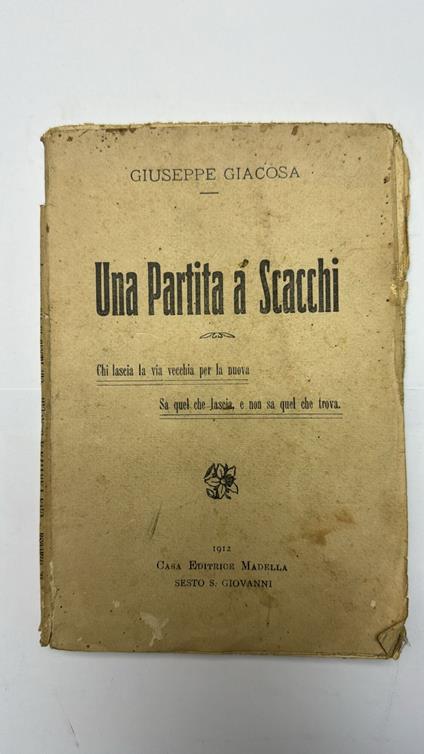 GIUSEPPE GIACOSA
Una Partita a Scacchi
Chi lascia la via vecchia per la nuova
Sa quel che lascia, e non sa quel che trova.
1912
CASA EDITRICE MADELLA
SESTO S. GIOVANNI